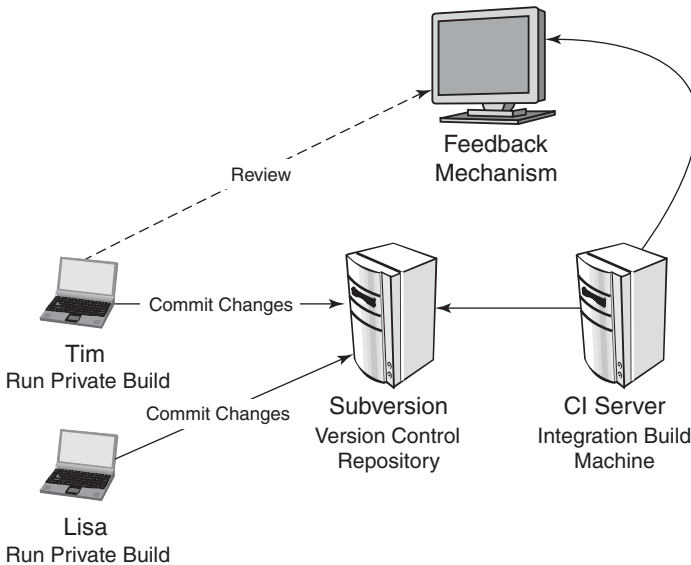 Feedback
Mechanism
Review
Commit Changes
Tim
Run Private Build
Commit Changes
Subversion
Version Control
Repository
CI Server
Integration Build
Machine
Lisa
Run Private Build